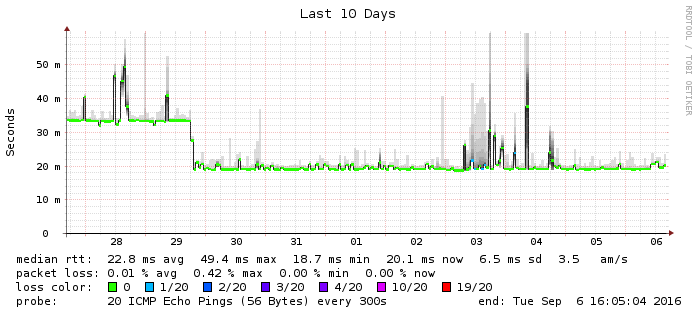 Last 10 Days
RRDTOOL / TOBI OETIKER
Seconds
50 m
40 m
30 m
20 m
10 m
0
28 29 30 31 01 02 03 04 05 06
median rtt: 22.8 ms avg 49.4 ms max 18.7 ms min 20.1 ms now 6.5 ms sd 3.5 am/s
packet loss: 0.01 % avg 0.42 % max 0.00 % min 0.00 % now
loss color: 0 1/20 2/20 3/20 4/20 10/20 19/20
probe: 20 ICMP Echo Pings (56 Bytes) every 300s end: Tue Sep 6 16:05:04 2016